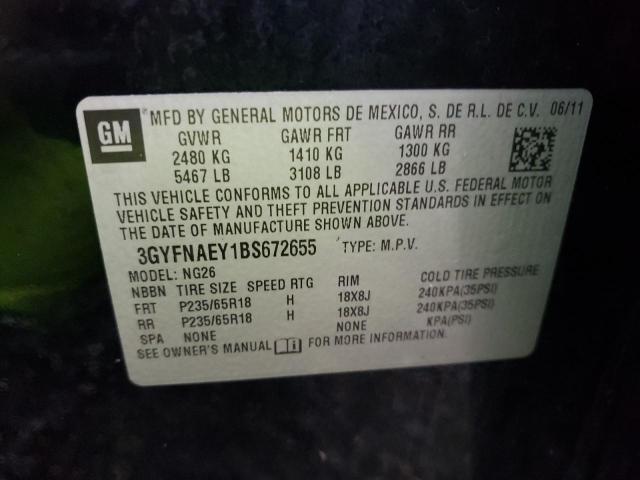 GM
MFD BY GENERAL MOTORS DE MEXICO, S. DE R.L. DE C.V. 06/11
GVWR GAWR FRT GAWR RR
2480 KG 1410 KG 1300 KG
5467 LB 3108 LB 2866 LB
THIS VEHICLE CONFORMS TO ALL APPLICABLE U.S. FEDERAL MOTOR
VEHICLE SAFETY AND THEFT PREVENTION STANDARDS IN EFFECT ON
THE DATE OF MANUFACTURE SHOWN ABOVE.
3GYFNAEY1BS672655 TYPE: M.P.V.
MODEL: NG26
NBBN TIRE SIZE SPEED RTG RIM COLD TIRE PRESSURE
FRT P235/65R18 H 18X8J 240KPA(35PSI)
RR P235/65R18 H 18X8J 240KPA(35PSI)
SPA NONE NONE KPA(PSI)
SEE OWNER'S MANUAL FOR MORE INFORMATION.